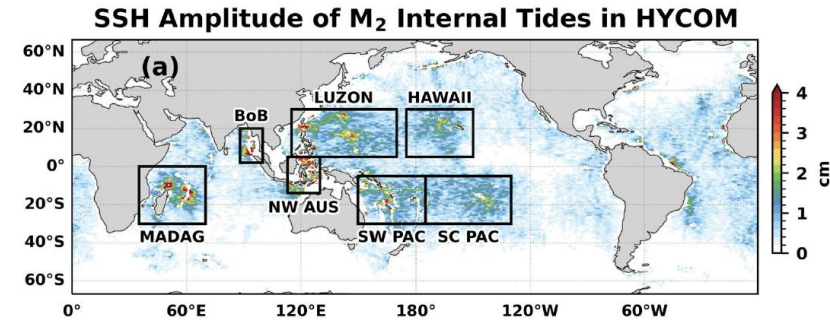 SSH Amplitude of M₂ Internal Tides in HYCOM
(a)
60°N
40°N
20°N
0°
20°S
40°S
60°S
BoB
LUZON
HAWAII
MADAG
NW AUS
SW PAC
SC PAC
0°
60°E
120°E
180°
120°W
60°W
4
3
2
1
0
cm